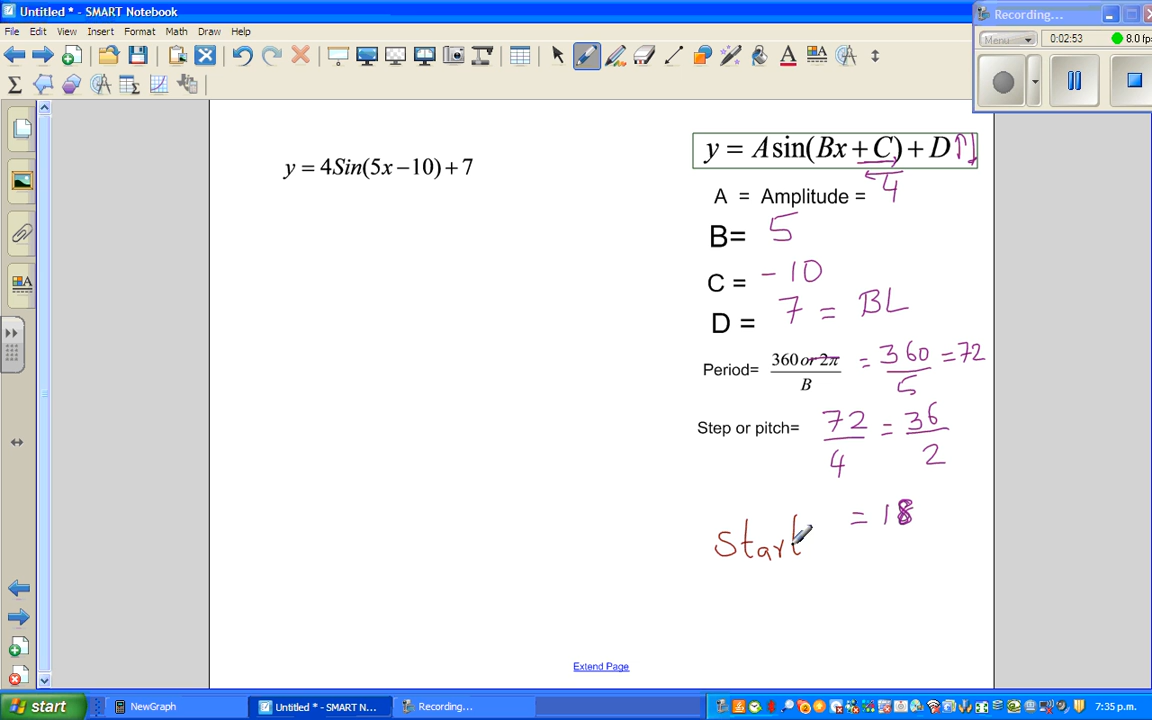 Untitled * - SMART Notebook
Recording...
File Edit View Insert Format Math Draw Help
Menu 0:02:53 8.0 fp
y = A sin(Bx + C) + D ↑↓
y = 4Sin(5x − 10) + 7
A = Amplitude = 4
B= 5
C = -10
D = 7 = BL
Period= 360 or 2π / B = 360/5 = 72
Step or pitch= 72/4 = 36/2
= 18
Start
Extend Page
start NewGraph Untitled * - SMART N... Recording... 7:35 p.m.